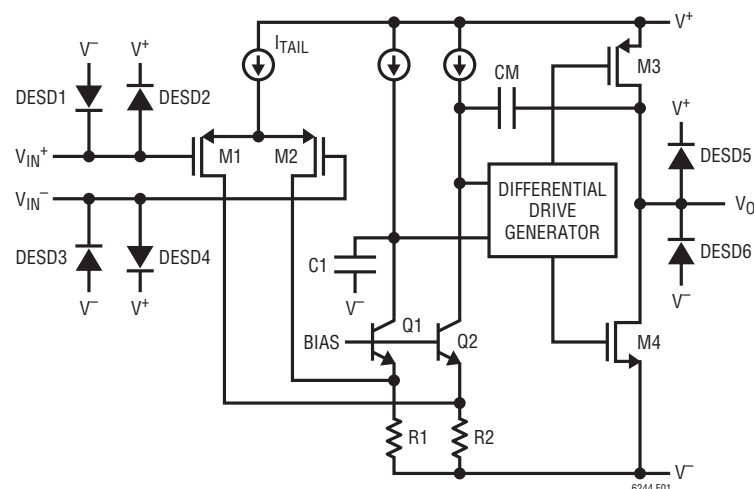 V+
ITAIL
V− V+
M3
CM
DESD1 DESD2
V+
VIN+
M1 M2
DESD5
DIFFERENTIAL
DRIVE
GENERATOR
VIN−
VO
DESD3 DESD4
C1
DESD6
V− V+
V−
V−
Q1
BIAS
Q2
M4
R1 R2
V−
6244 F01